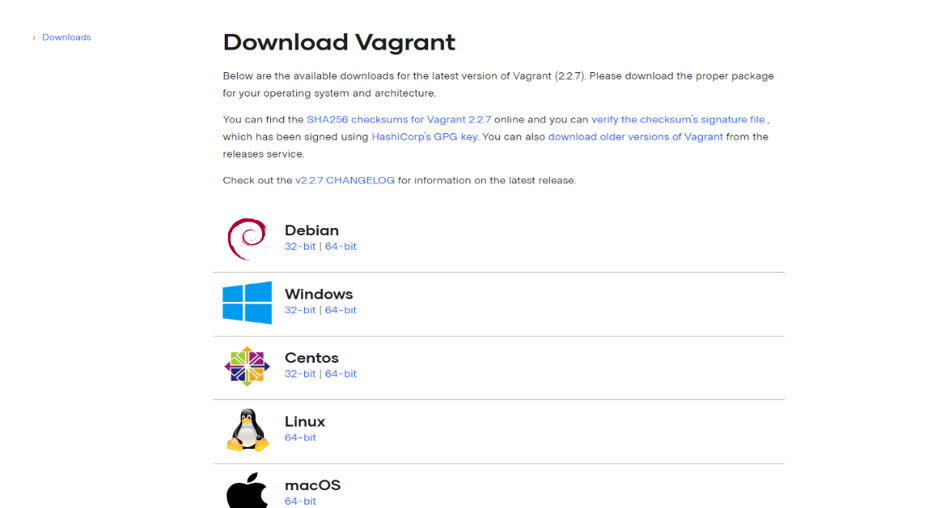 › Downloads
Download Vagrant
Below are the available downloads for the latest version of Vagrant (2.2.7). Please download the proper package
for your operating system and architecture.
You can find the SHA256 checksums for Vagrant 2.2.7 online and you can verify the checksum's signature file ,
which has been signed using HashiCorp's GPG key. You can also download older versions of Vagrant from the
releases service.
Check out the v2.2.7 CHANGELOG for information on the latest release.
Debian
32-bit | 64-bit
Windows
32-bit | 64-bit
Centos
32-bit | 64-bit
Linux
64-bit
macOS
64-bit